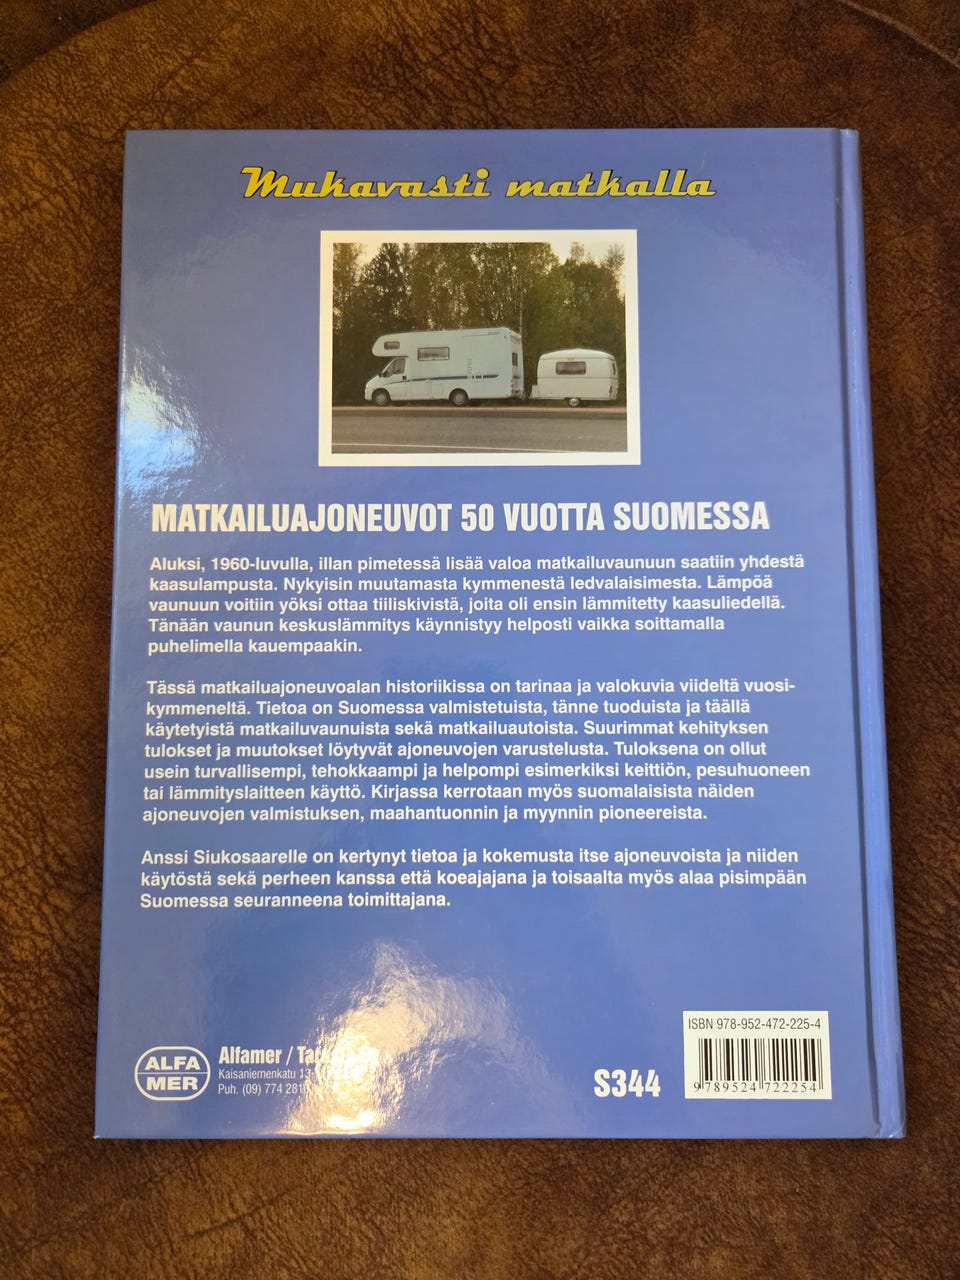 Mukavasti matkalla
MATKAILUAJONEUVOT 50 VUOTTA SUOMESSA
Aluksi, 1960-luvulla, illan pimetessä lisää valoa matkailuvaunuun saatiin yhdestä
kaasulampusta. Nykyisin muutamasta kymmenestä ledvalaisimesta. Lämpöä
vaunuun voitiin yöksi ottaa tiiliskivistä, joita oli ensin lämmitetty kaasuliedellä.
Tänään vaunun keskuslämmitys käynnistyy helposti vaikka soittamalla
puhelimella kauempaakin.
Tässä matkailuajoneuvoalan historiikissa on tarinaa ja valokuvia viideltä vuosi-
kymmeneltä. Tietoa on Suomessa valmistetuista, tänne tuoduista ja täällä
käytetyistä matkailuvaunuista sekä matkailuautoista. Suurimmat kehityksen
tulokset ja muutokset löytyvät ajoneuvojen varustelusta. Tuloksena on ollut
usein turvallisempi, tehokkaampi ja helpompi esimerkiksi keittiön, pesuhuoneen
tai lämmityslaitteen käyttö. Kirjassa kerrotaan myös suomalaisista näiden
ajoneuvojen valmistuksen, maahantuonnin ja myynnin pioneereista.
Anssi Siukosaarelle on kertynyt tietoa ja kokemusta itse ajoneuvoista ja niiden
käytöstä sekä perheen kanssa että koeajajana ja toisaalta myös alaa pisimpään
Suomessa seuranneena toimittajana.
ISBN 978-952-472-225-4
9 789524 722254
S344
ALFA
MER
Alfamer /
Kaisaniemenkatu
Puh. (09) 774